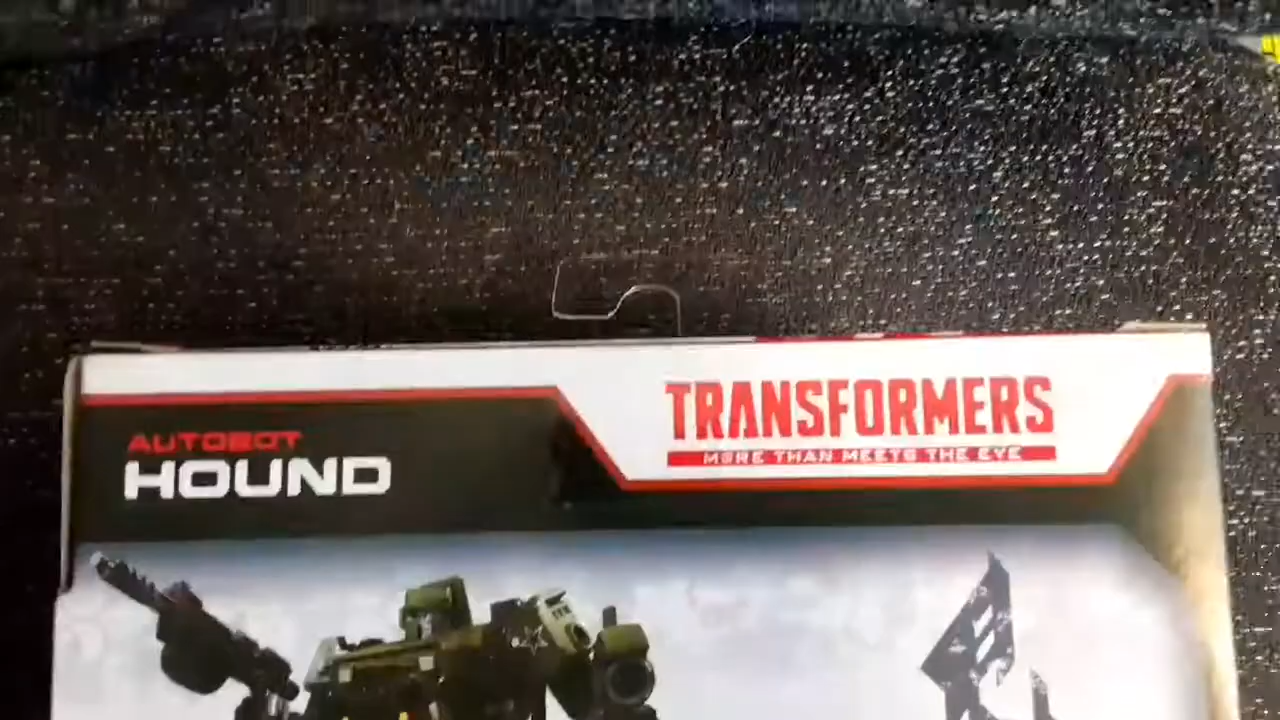 AUTOBOT
HOUND
TRANSFORMERS
MORE THAN MEETS THE EYE